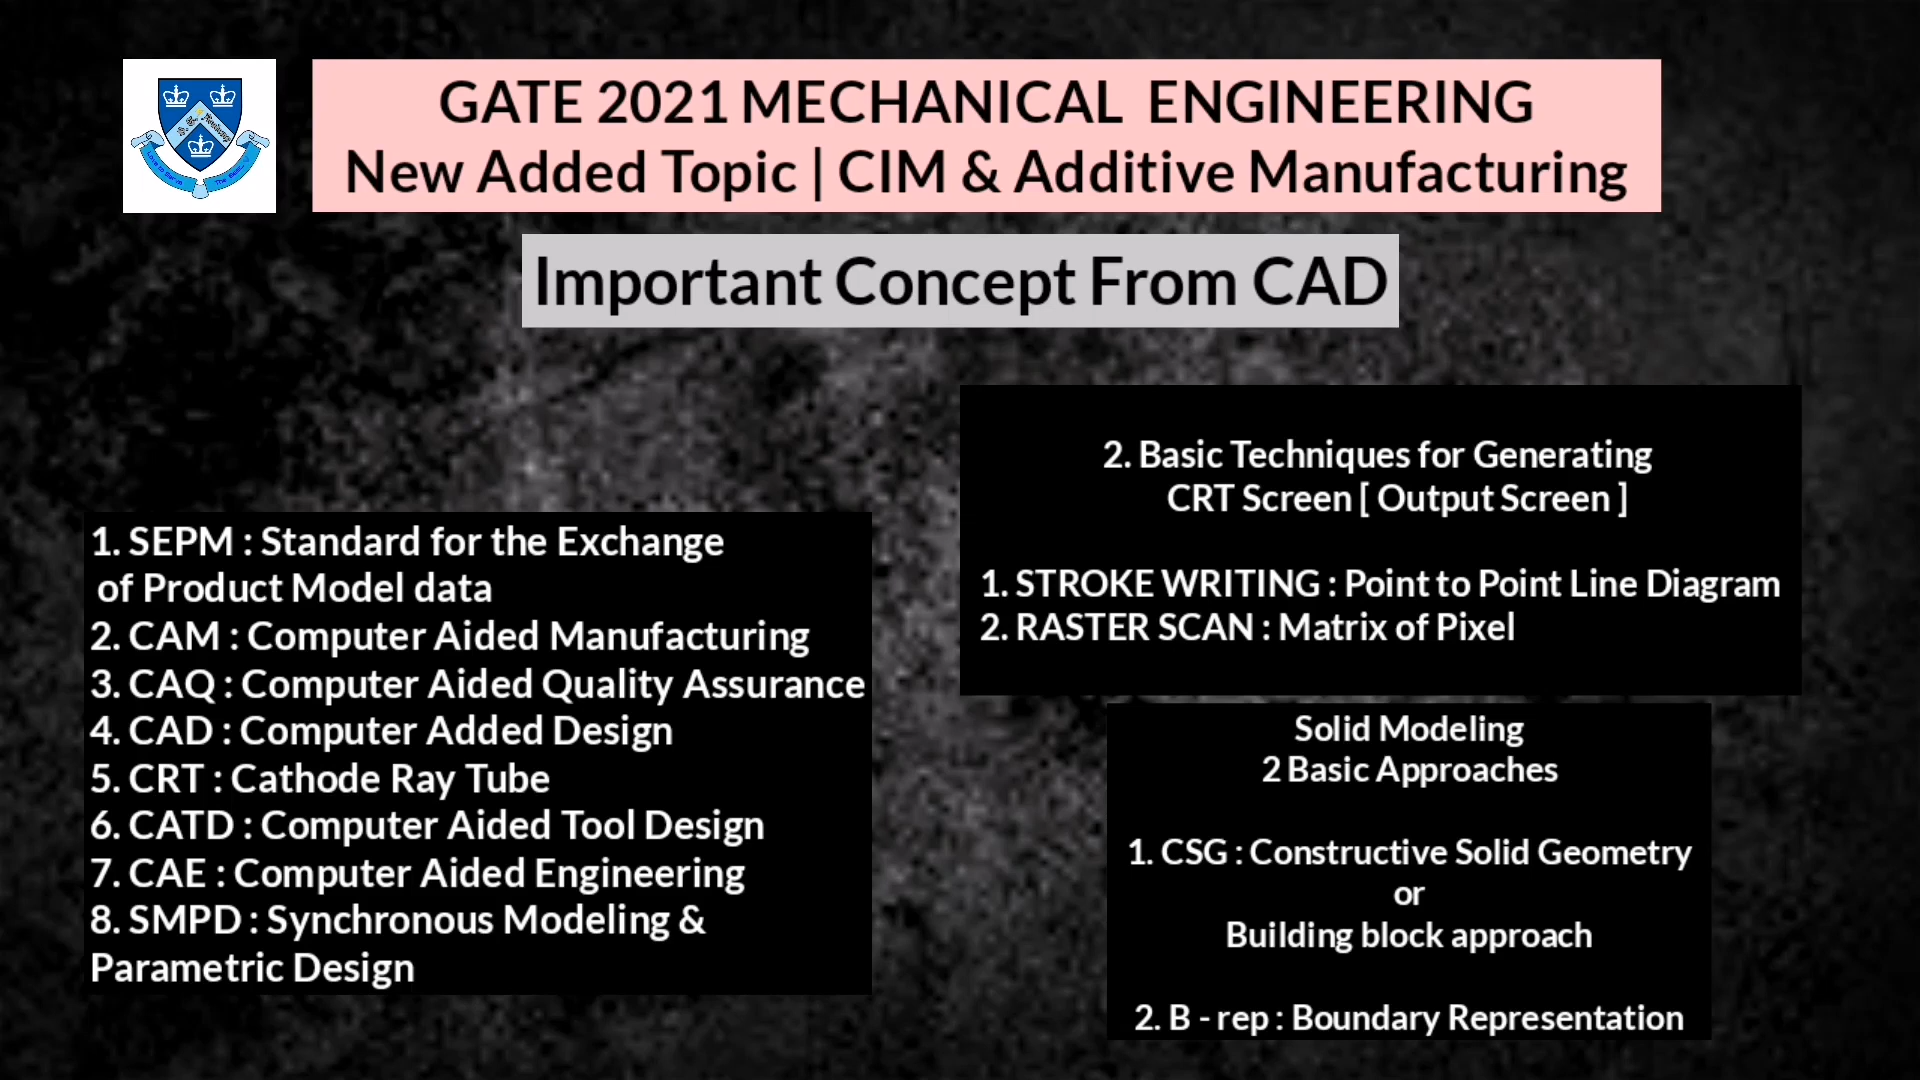 GATE 2021 MECHANICAL ENGINEERING
New Added Topic | CIM & Additive Manufacturing
Important Concept From CAD
1. SEPM : Standard for the Exchange
of Product Model data
2. CAM : Computer Aided Manufacturing
3. CAQ : Computer Aided Quality Assurance
4. CAD : Computer Added Design
5. CRT : Cathode Ray Tube
6. CATD : Computer Aided Tool Design
7. CAE : Computer Aided Engineering
8. SMPD : Synchronous Modeling &
Parametric Design
2. Basic Techniques for Generating
CRT Screen [ Output Screen ]
1. STROKE WRITING : Point to Point Line Diagram
2. RASTER SCAN : Matrix of Pixel
Solid Modeling
2 Basic Approaches
1. CSG : Constructive Solid Geometry
or
Building block approach
2. B - rep : Boundary Representation